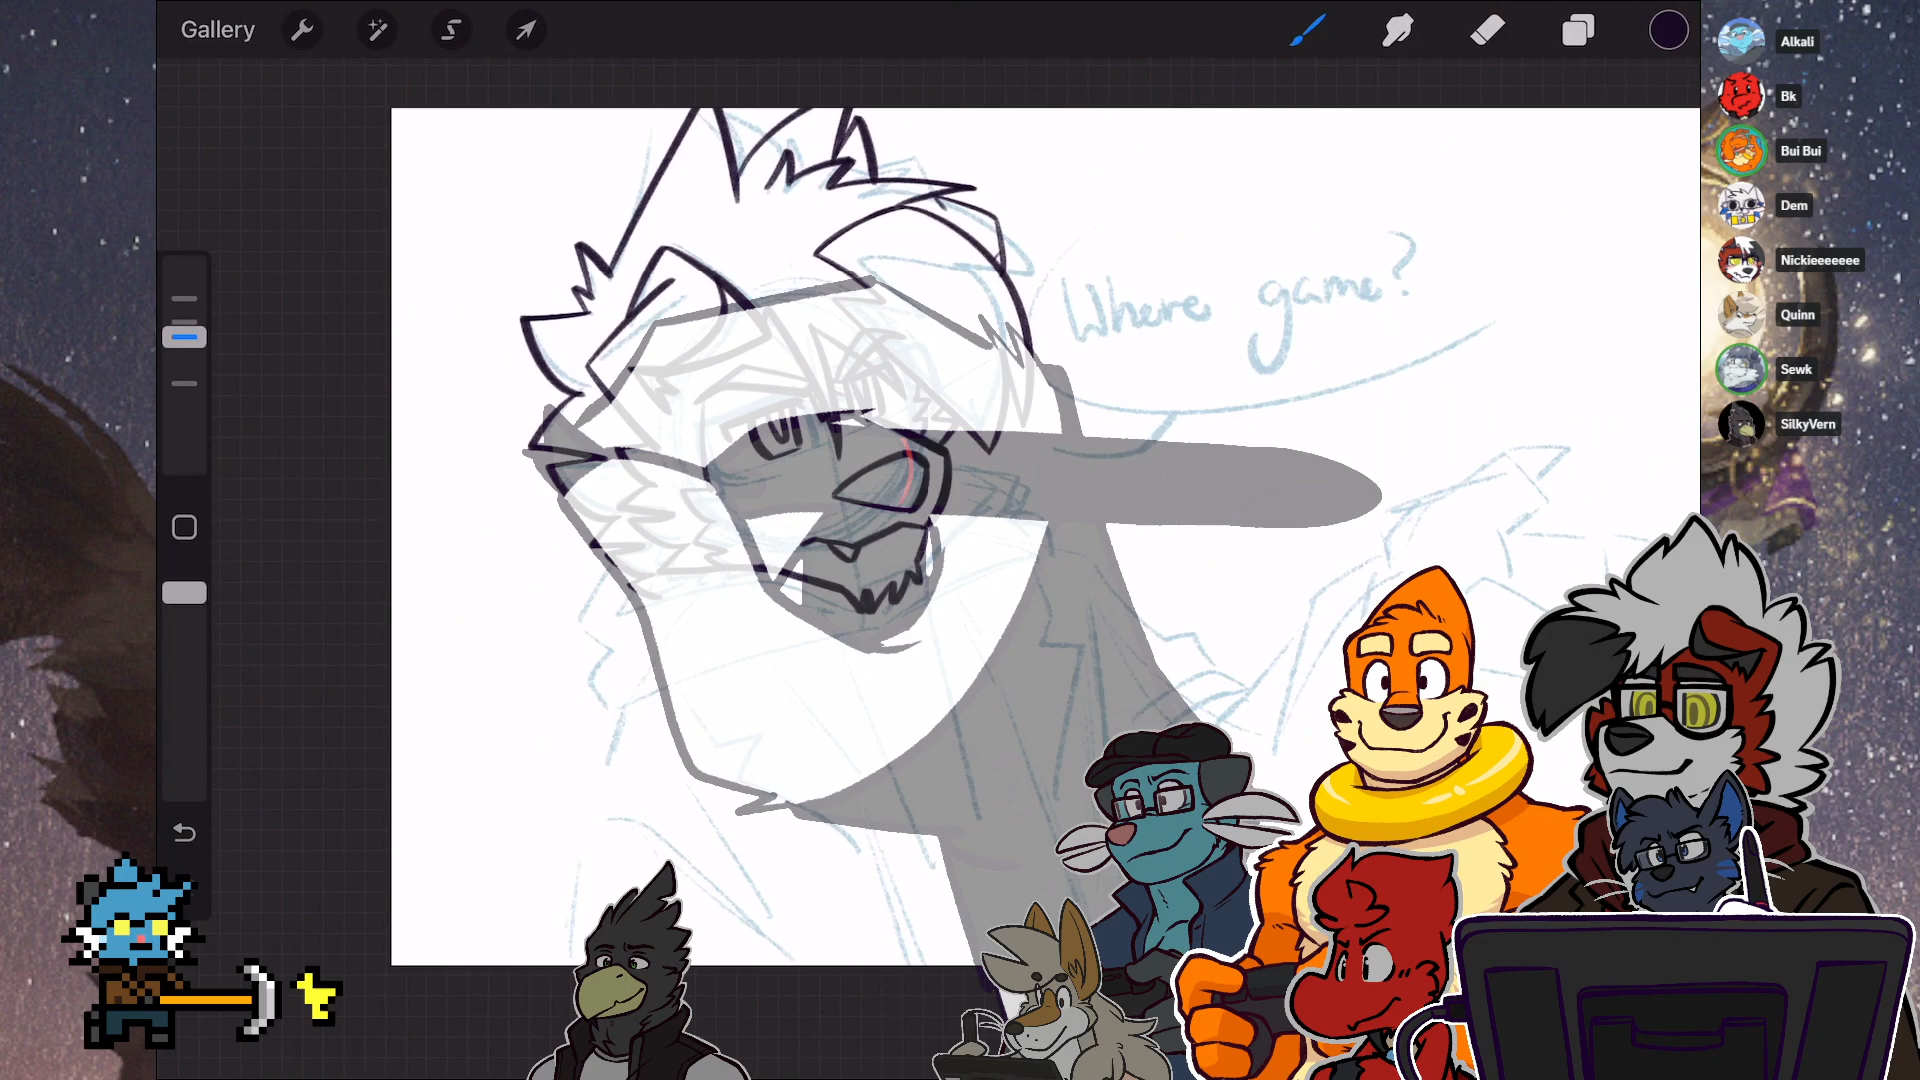 Gallery
Where game?
Alkali
Bk
Bui Bui
Dem
Nickieeeeeee
Quinn
Sewk
SilkyVern